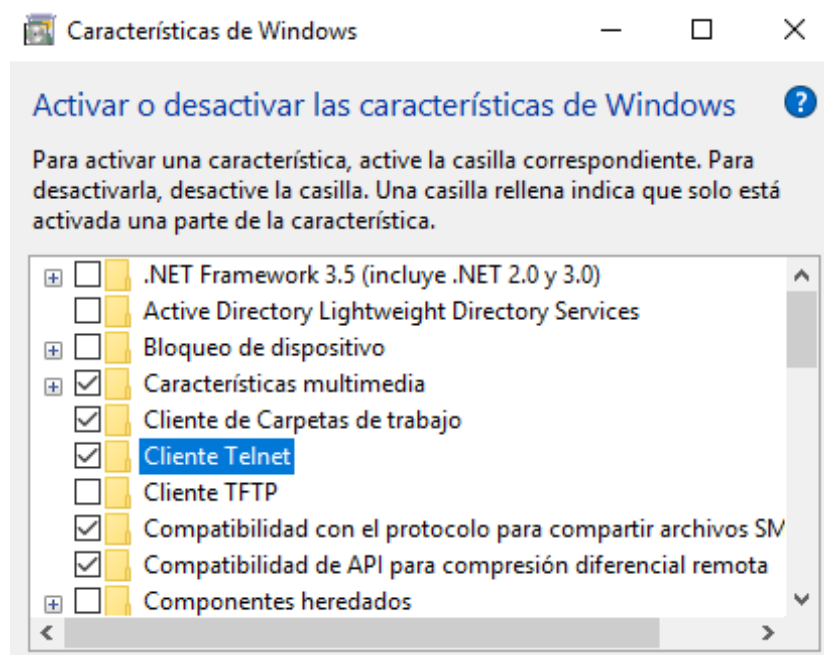 Características de Windows
Activar o desactivar las características de Windows
?
Para activar una característica, active la casilla correspondiente. Para
desactivarla, desactive la casilla. Una casilla rellena indica que solo está
activada una parte de la característica.
.NET Framework 3.5 (incluye .NET 2.0 y 3.0)
Active Directory Lightweight Directory Services
Bloqueo de dispositivo
Características multimedia
Cliente de Carpetas de trabajo
Cliente Telnet
Cliente TFTP
Compatibilidad con el protocolo para compartir archivos SM
Compatibilidad de API para compresión diferencial remota
Componentes heredados